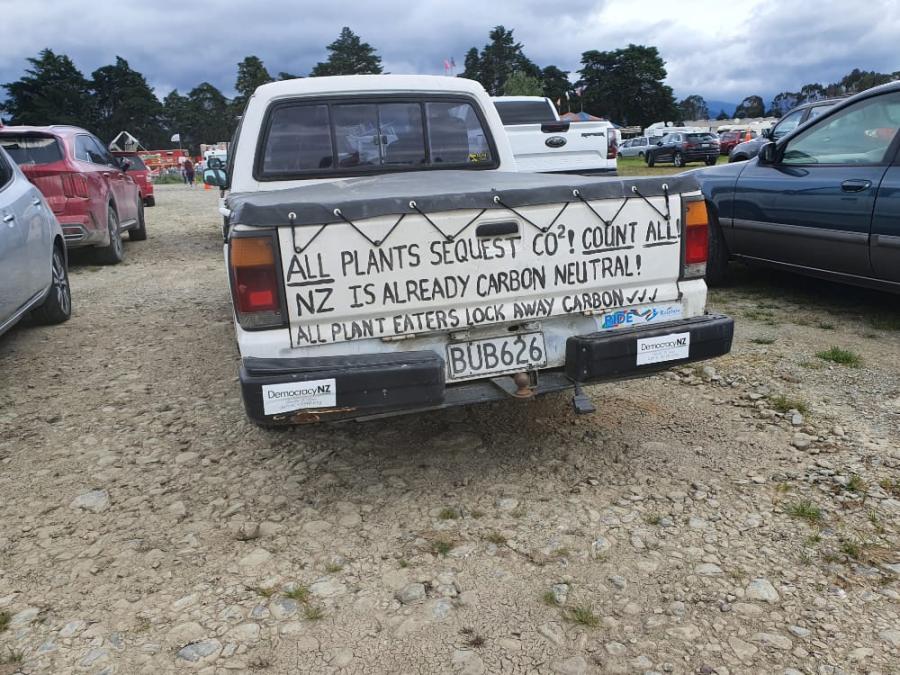 ALL PLANTS SEQUEST CO²! COUNT ALL!
NZ IS ALREADY CARBON NEUTRAL!
ALL PLANT EATERS LOCK AWAY CARBON ✓✓✓
RIDE
BUB626
DemocracyNZ
DemocracyNZ